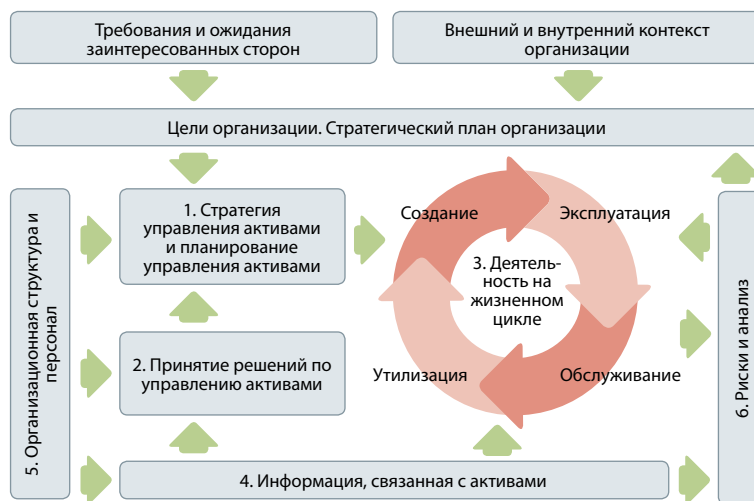 Требования и ожидания
заинтересованных сторон
Внешний и внутренний контекст
организации
Цели организации. Стратегический план организации
5. Организационная структура и
персонал
1. Стратегия
управления активами
и планирование
управления активами
2. Принятие решений по
управлению активами
Создание
Эксплуатация
3. Деятель-
ность на
жизненном
цикле
Утилизация
Обслуживание
6. Риски и анализ
4. Информация, связанная с активами